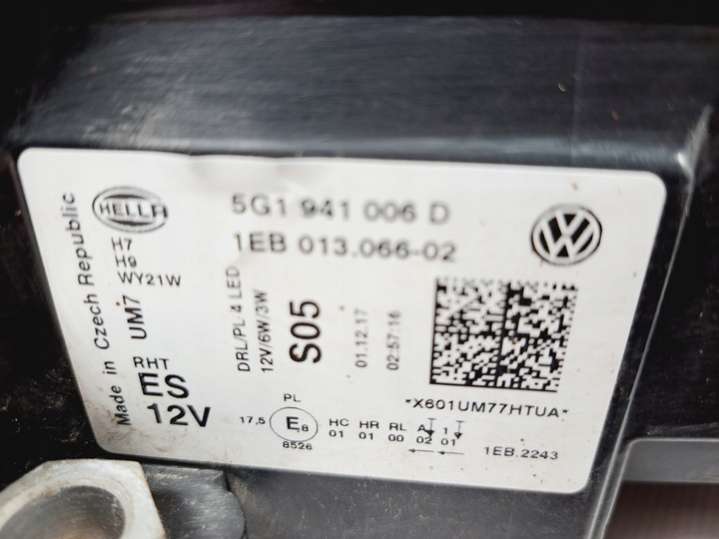 HELLA
5G1 941 006 D
1EB 013.066-02
VW
Made in Czech Republic
H7
H9
WY21W
UM7
RHT
ES
12V
DRL/PL 4 LED
12V/6W/3W
S05
01.12.17
02:57:16
*X601UM77HTUA*
PL
17,5 E8 HC HR RL A 1
01 01 00 02 01
8526
1EB.2243